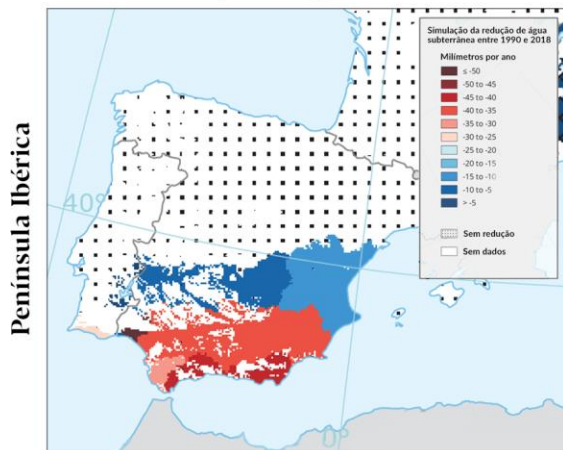 Península Ibérica
Simulação da redução de água
subterrânea entre 1990 e 2018
Milímetros por ano
≤ -50
-50 to -45
-45 to -40
-40 to -35
-35 to -30
-30 to -25
-25 to -20
-20 to -15
-15 to -10
-10 to -5
> -5
Sem redução
Sem dados
40°
0°